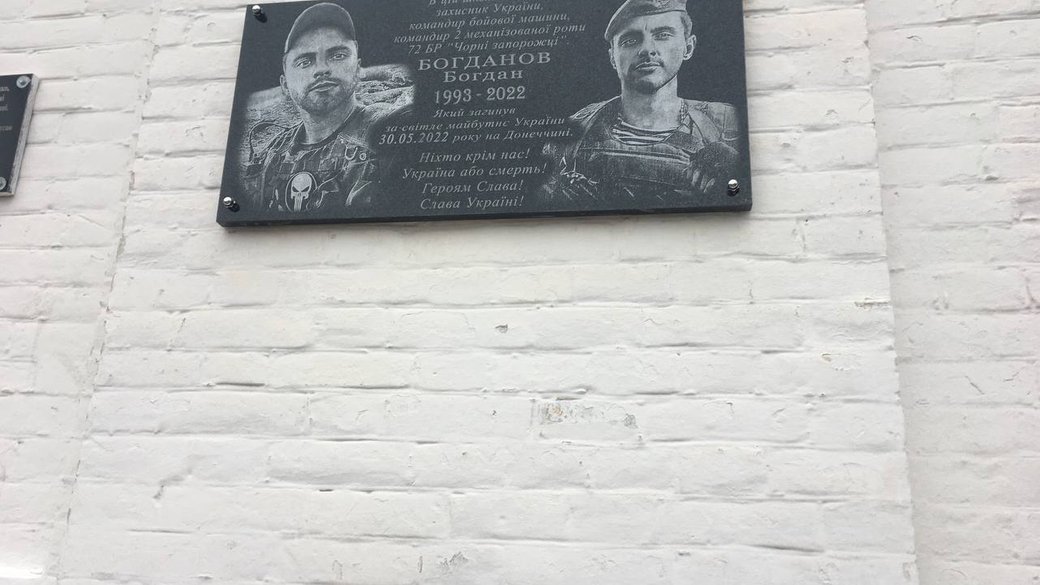 В цій
захисник України,
командир бойової машини,
командир 2 механізованої роти
72 БР "Чорні запорожці".
БОГДАНОВ
Богдан
1993 - 2022
Який загинув
за світле майбутнє України
30.05.2022 року на Донеччині.
Ніхто крім нас!
Україна або смерть!
Героям Слава!
Слава Україні!